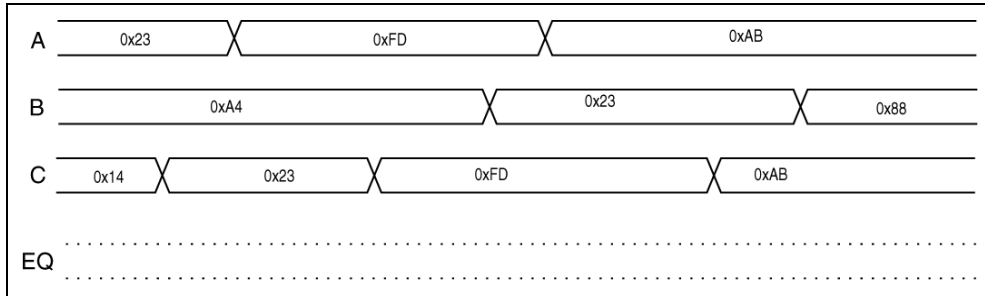 A 0x23 0xFD 0xAB
B 0xA4 0x23 0x88
C 0x14 0x23 0xFD 0xAB
EQ